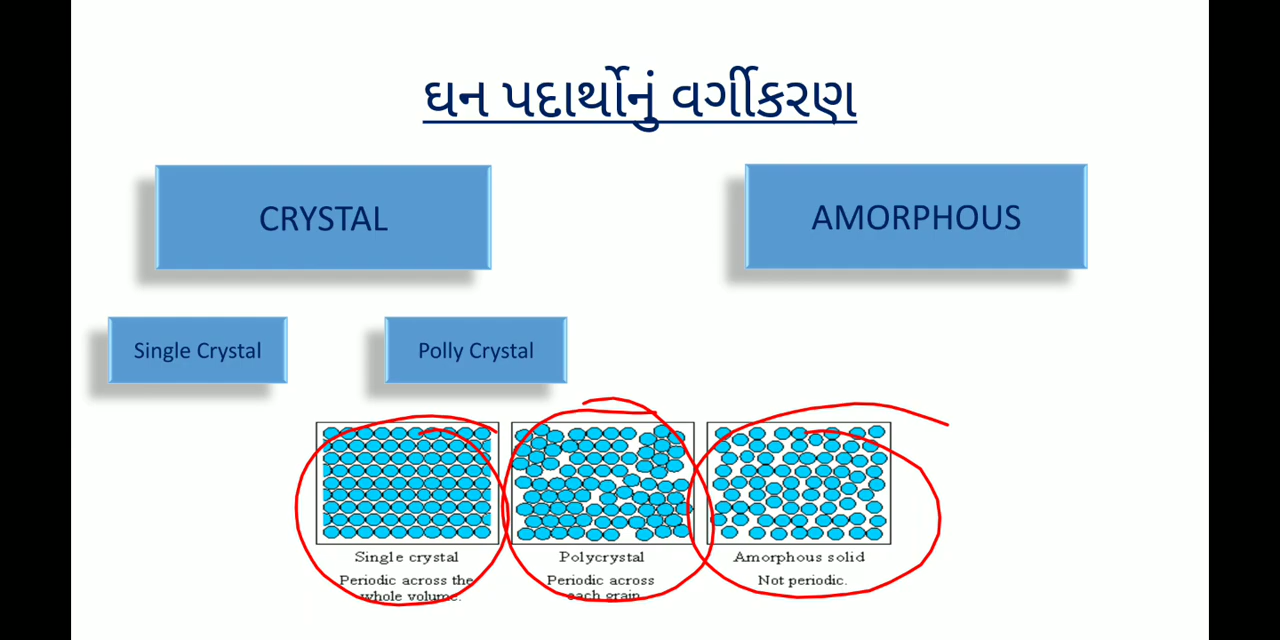 ઘન પદાર્થોનું વર્ગીકરણ
CRYSTAL
AMORPHOUS
Single Crystal
Polly Crystal
Single crystal
Periodic across the
whole volume.
Polycrystal
Periodic across
each grain.
Amorphous solid
Not periodic.